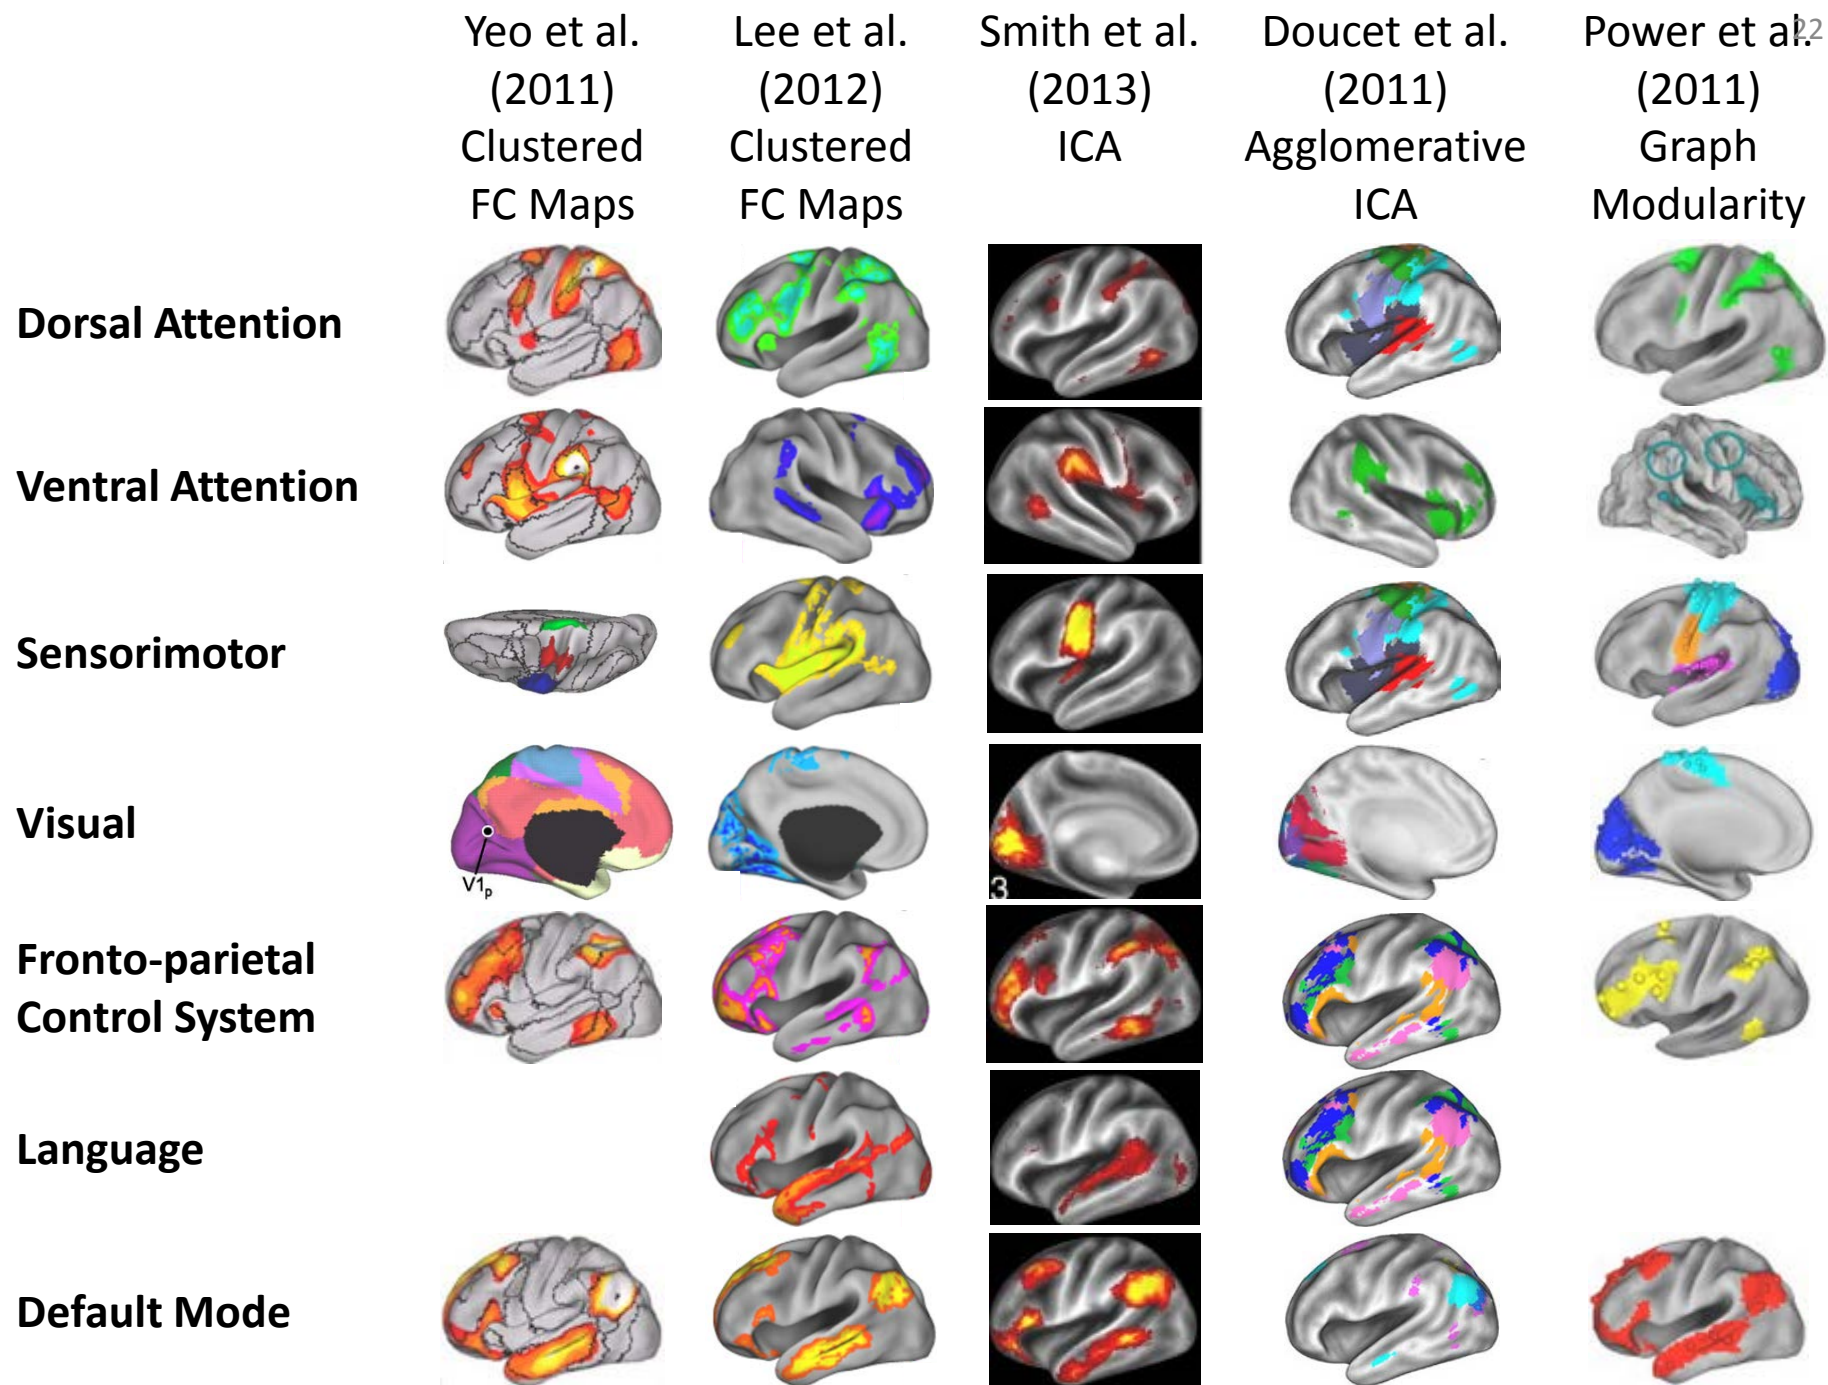 Yeo et al.
(2011)
Clustered
FC Maps
Lee et al.
(2012)
Clustered
FC Maps
Smith et al.
(2013)
ICA
Doucet et al.
(2011)
Agglomerative
ICA
Power et al.
(2011)
Graph
Modularity
22
Dorsal Attention
Ventral Attention
Sensorimotor
Visual
V1p
3
Fronto-parietal
Control System
Language
Default Mode